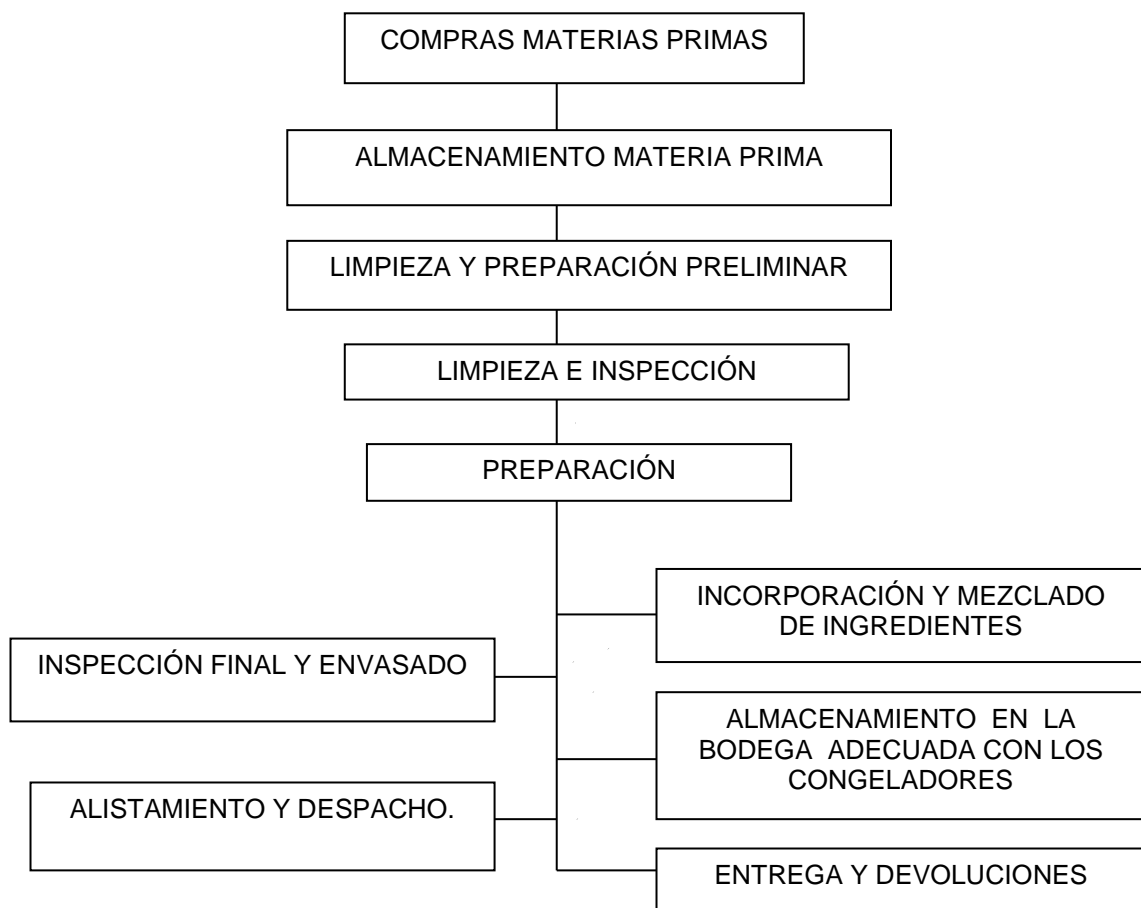 COMPRAS MATERIAS PRIMAS
ALMACENAMIENTO MATERIA PRIMA
LIMPIEZA Y PREPARACIÓN PRELIMINAR
LIMPIEZA E INSPECCIÓN
PREPARACIÓN
INCORPORACIÓN Y MEZCLADO
DE INGREDIENTES
INSPECCIÓN FINAL Y ENVASADO
ALMACENAMIENTO EN LA
BODEGA ADECUADA CON LOS
CONGELADORES
ALISTAMIENTO Y DESPACHO.
ENTREGA Y DEVOLUCIONES